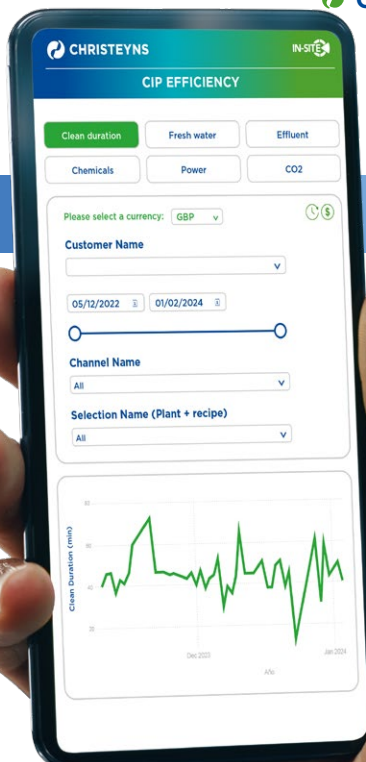 CHRISTEYNS
IN-SITE
CIP EFFICIENCY
Clean duration
Fresh water
Effluent
Chemicals
Power
CO2
Please select a currency:
GBP
$
Customer Name
05/12/2022
01/02/2024
Channel Name
All
Selection Name (Plant + recipe)
All
Clean Duration (min)
40
Dec 2023
Jan 2024
Año